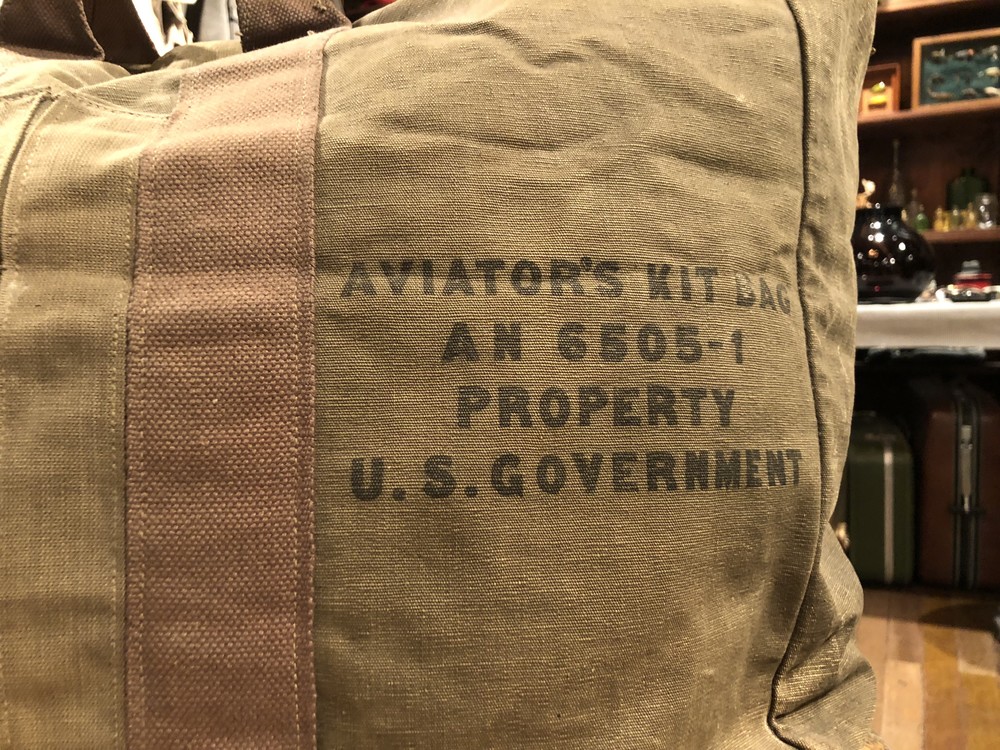 AVIATOR'S KIT BAG
AN 6505-1
PROPERTY
U.S.GOVERNMENT